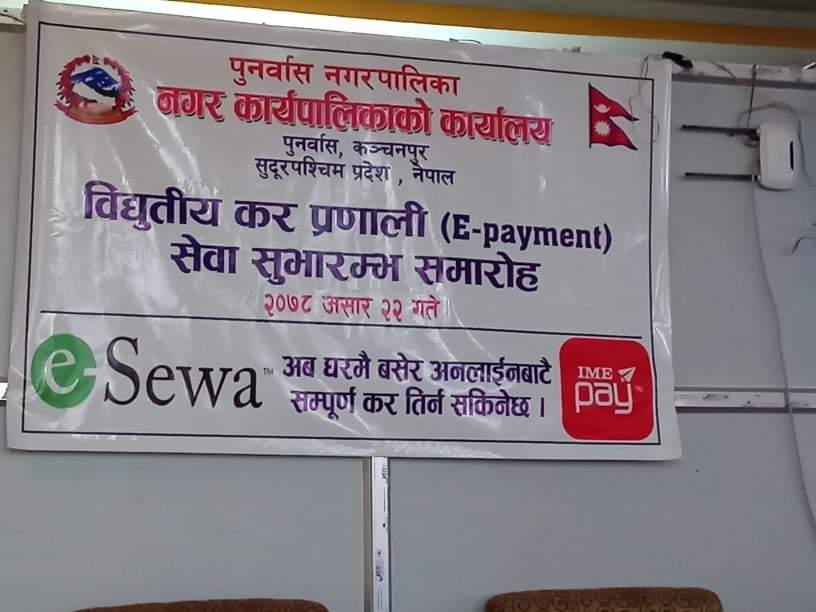 पुनर्वास नगरपालिका
नगर कार्यपालिकाको कार्यालय
पुनर्वास, कञ्चनपुर
सुदूरपश्चिम प्रदेश , नेपाल
विद्युतीय कर प्रणाली (E-payment)
सेवा सुभारम्भ समारोह
२०७८ असार २२ गते
e-Sewa™
अब घरमै बसेर अनलाईनबाटै
सम्पूर्ण कर तिर्न सकिनेछ ।
IME
pay